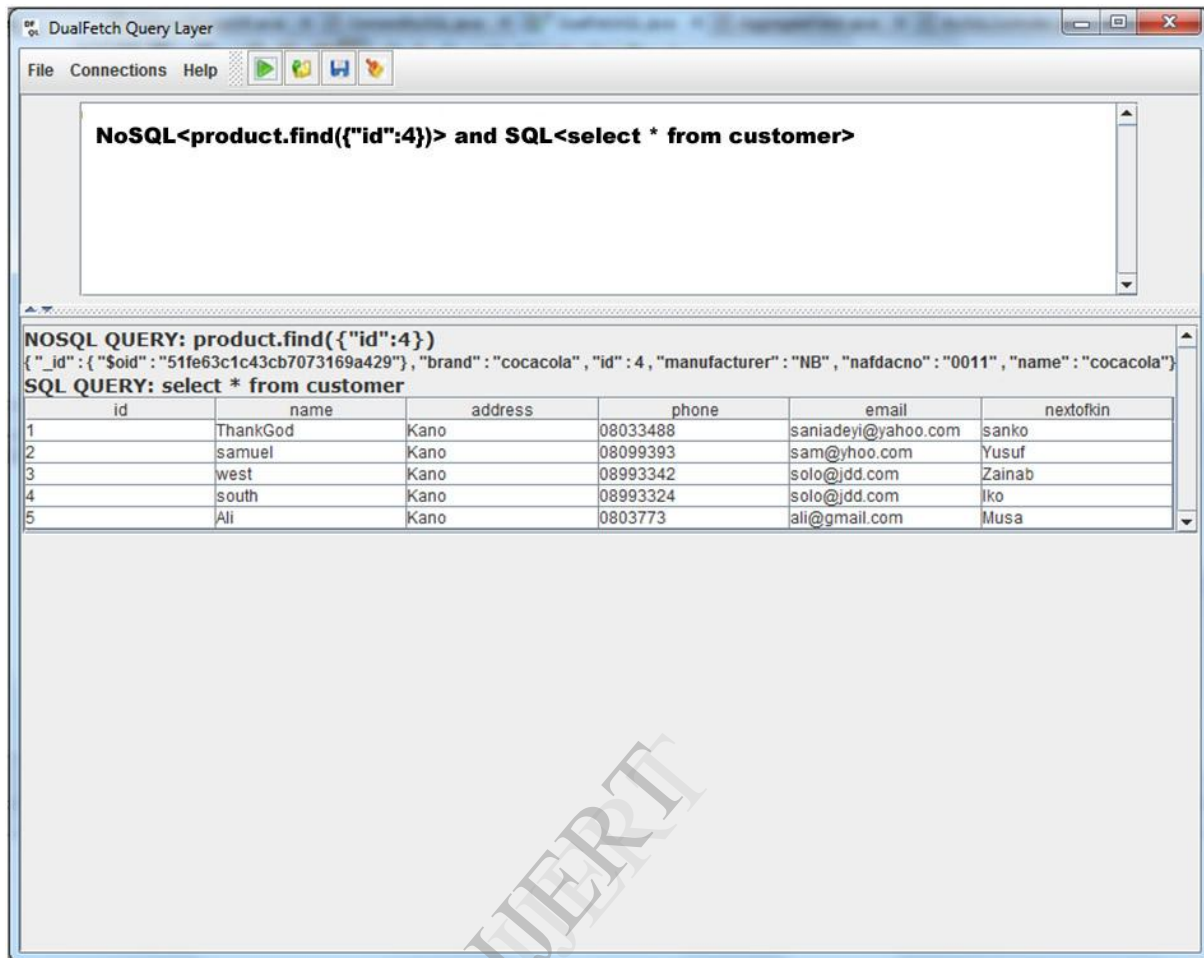 DF QL DualFetch Query Layer
File Connections Help
NoSQL<product.find({"id":4})> and SQL<select * from customer>
NOSQL QUERY: product.find({"id":4})
{ "_id" : { "$oid" : "51fe63c1c43cb7073169a429"} , "brand" : "cocacola" , "id" : 4 , "manufacturer" : "NB" , "nafdacno" : "0011" , "name" : "cocacola"}
SQL QUERY: select * from customer
id name address phone email nextofkin
1 ThankGod Kano 08033488 saniadeyi@yahoo.com sanko
2 samuel Kano 08099393 sam@yhoo.com Yusuf
3 west Kano 08993342 solo@jdd.com Zainab
4 south Kano 08993324 solo@jdd.com Iko
5 Ali Kano 0803773 ali@gmail.com Musa
IJERT